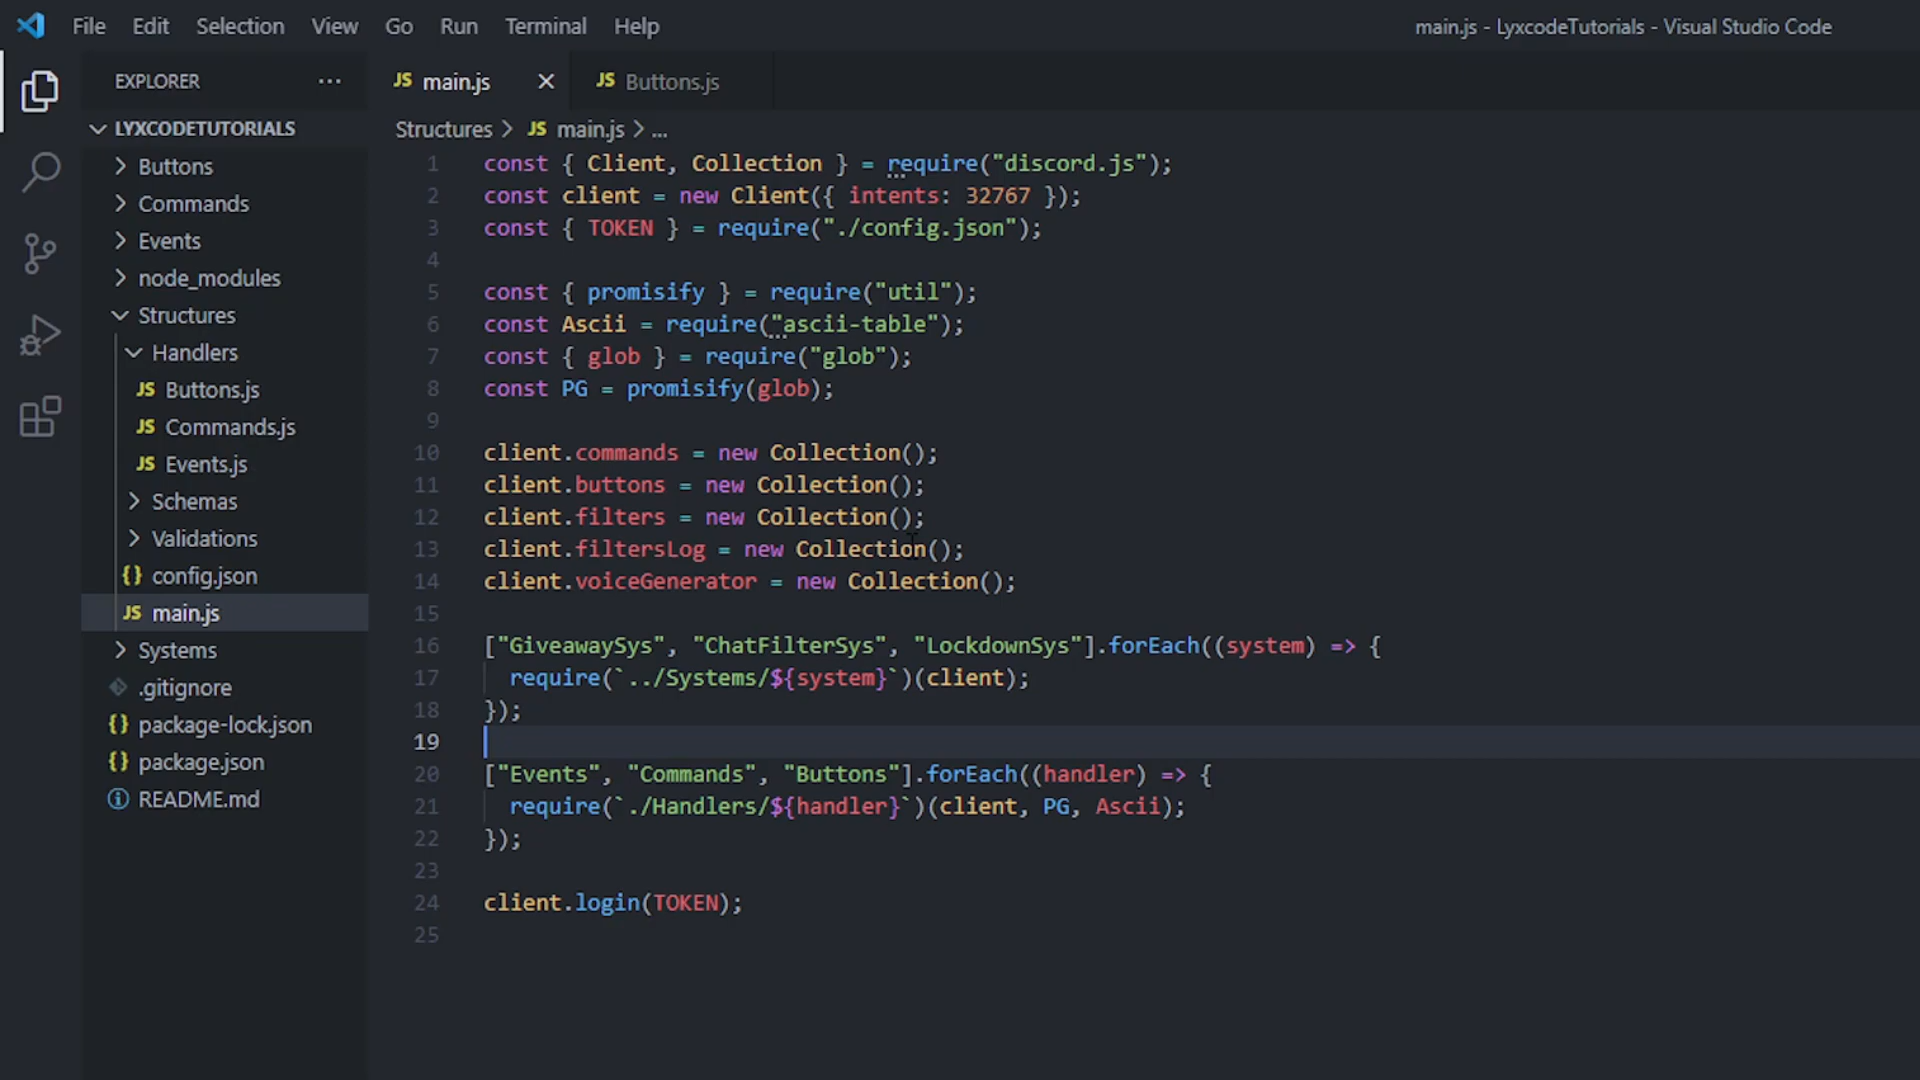 File Edit Selection View Go Run Terminal Help
main.js - LyxcodeTutorials - Visual Studio Code
EXPLORER ···
LYXCODETUTORIALS
Buttons
Commands
Events
node_modules
Structures
Handlers
JS Buttons.js
JS Commands.js
JS Events.js
Schemas
Validations
{} config.json
JS main.js
Systems
.gitignore
{} package-lock.json
{} package.json
README.md
JS main.js
JS Buttons.js
Structures > JS main.js > ...
1 const { Client, Collection } = require("discord.js");
2 const client = new Client({ intents: 32767 });
3 const { TOKEN } = require("./config.json");
4
5 const { promisify } = require("util");
6 const Ascii = require("ascii-table");
7 const { glob } = require("glob");
8 const PG = promisify(glob);
9
10 client.commands = new Collection();
11 client.buttons = new Collection();
12 client.filters = new Collection();
13 client.filtersLog = new Collection();
14 client.voiceGenerator = new Collection();
15
16 ["GiveawaySys", "ChatFilterSys", "LockdownSys"].forEach((system) => {
17 require(`../Systems/${system}`)(client);
18 });
19
20 ["Events", "Commands", "Buttons"].forEach((handler) => {
21 require(`./Handlers/${handler}`)(client, PG, Ascii);
22 });
23
24 client.login(TOKEN);
25